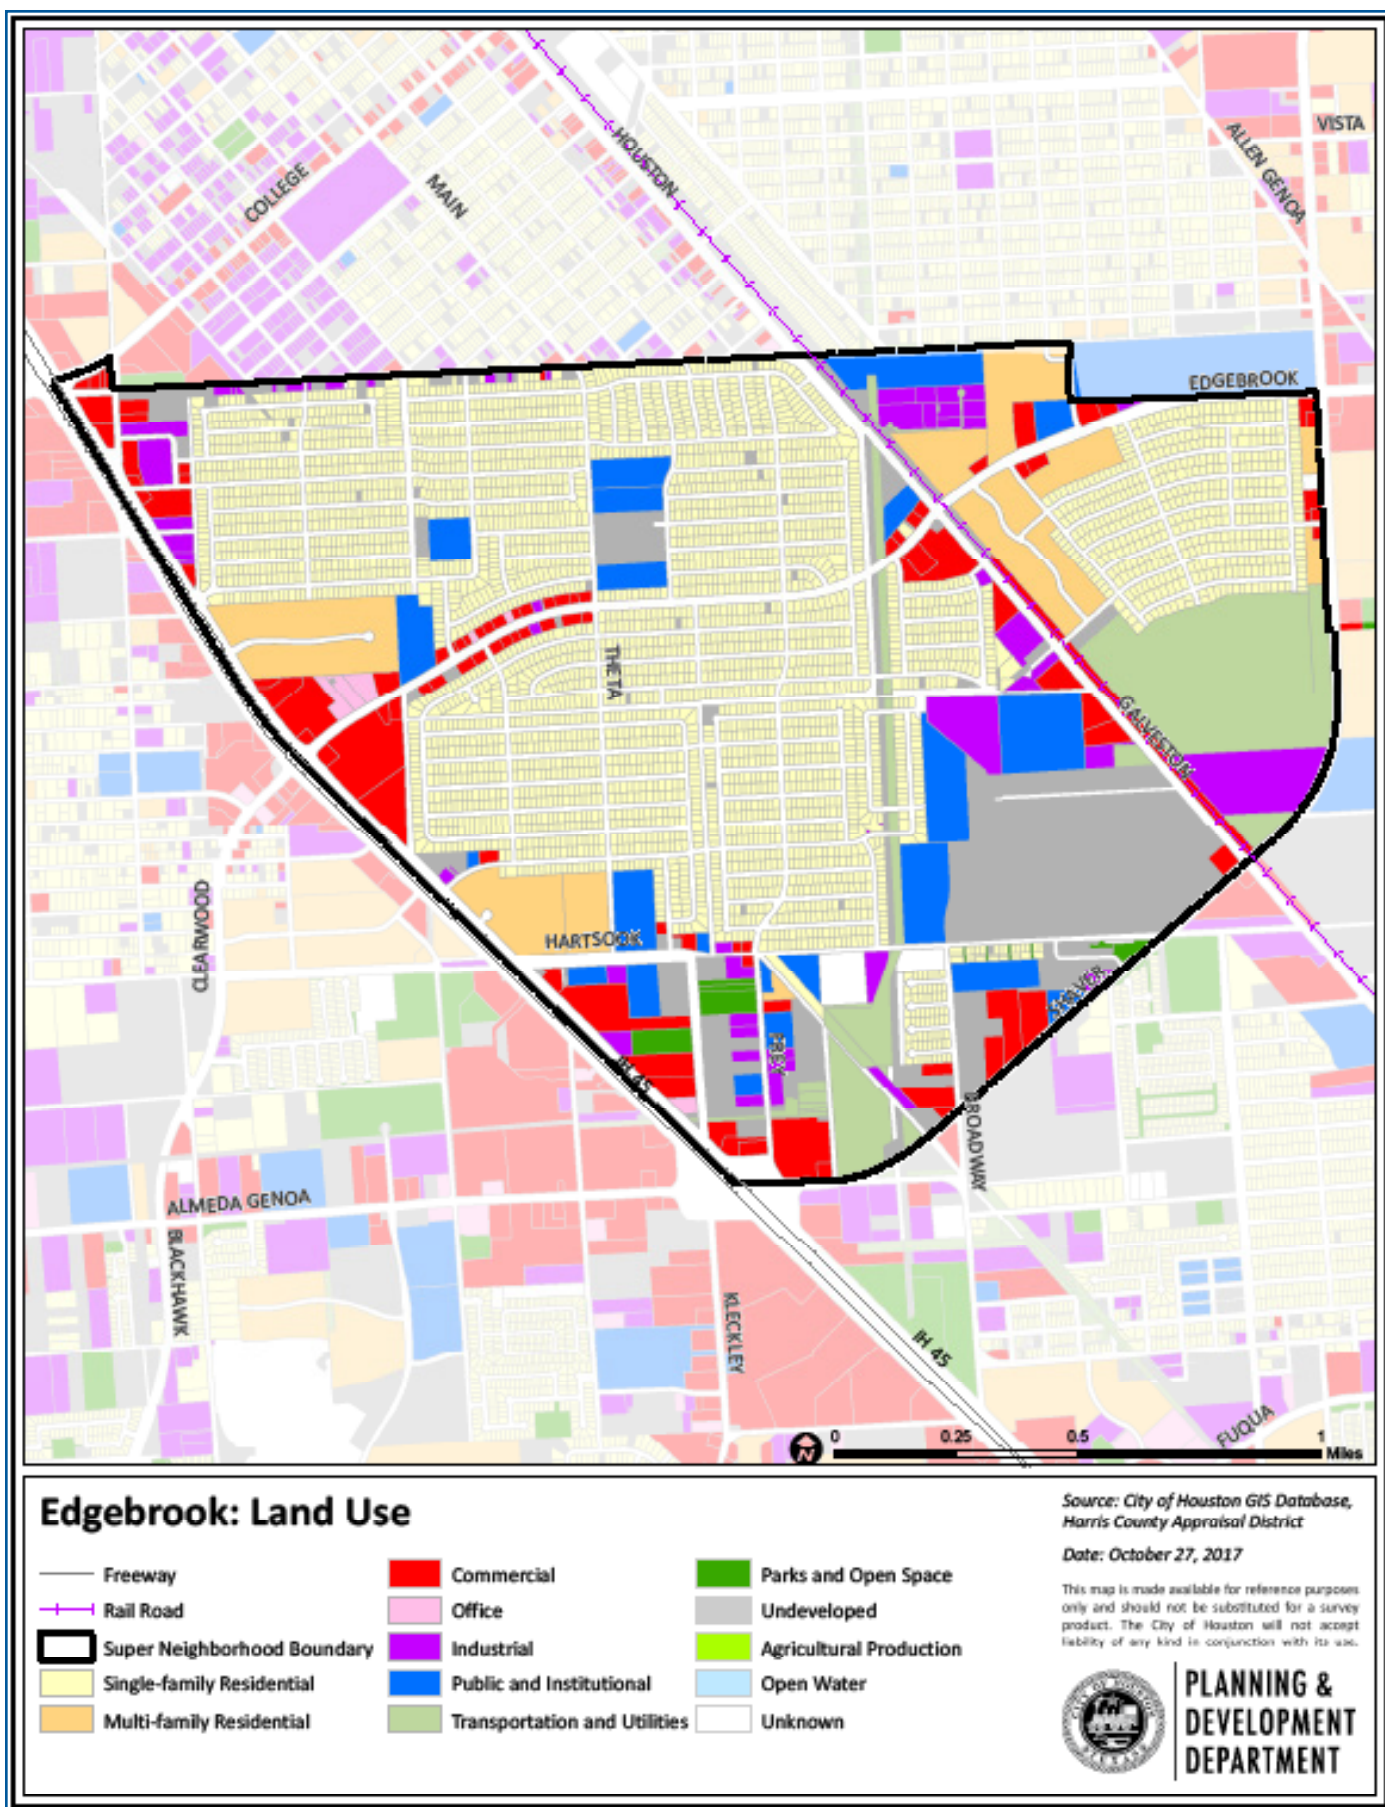 COLLEGE
MAIN
HOUSTON
ALLEN GENOA
VISTA
EDGEBROOK
THETA
GALVESTON
CLEARWOOD
HARTSOOK
FREY
IH 45
BROADWAY
ALMEDA GENOA
BLACKHAWK
KLECKLEY
IH 45
FUQUA
N
0 0.25 0.5 1
Miles
Edgebrook: Land Use
Freeway
Rail Road
Super Neighborhood Boundary
Single-family Residential
Multi-family Residential
Commercial
Office
Industrial
Public and Institutional
Transportation and Utilities
Parks and Open Space
Undeveloped
Agricultural Production
Open Water
Unknown
Source: City of Houston GIS Database,
Harris County Appraisal District
Date: October 27, 2017
This map is made available for reference purposes
only and should not be substituted for a survey
product. The City of Houston will not accept
liability of any kind in conjunction with its use.
PLANNING &
DEVELOPMENT
DEPARTMENT